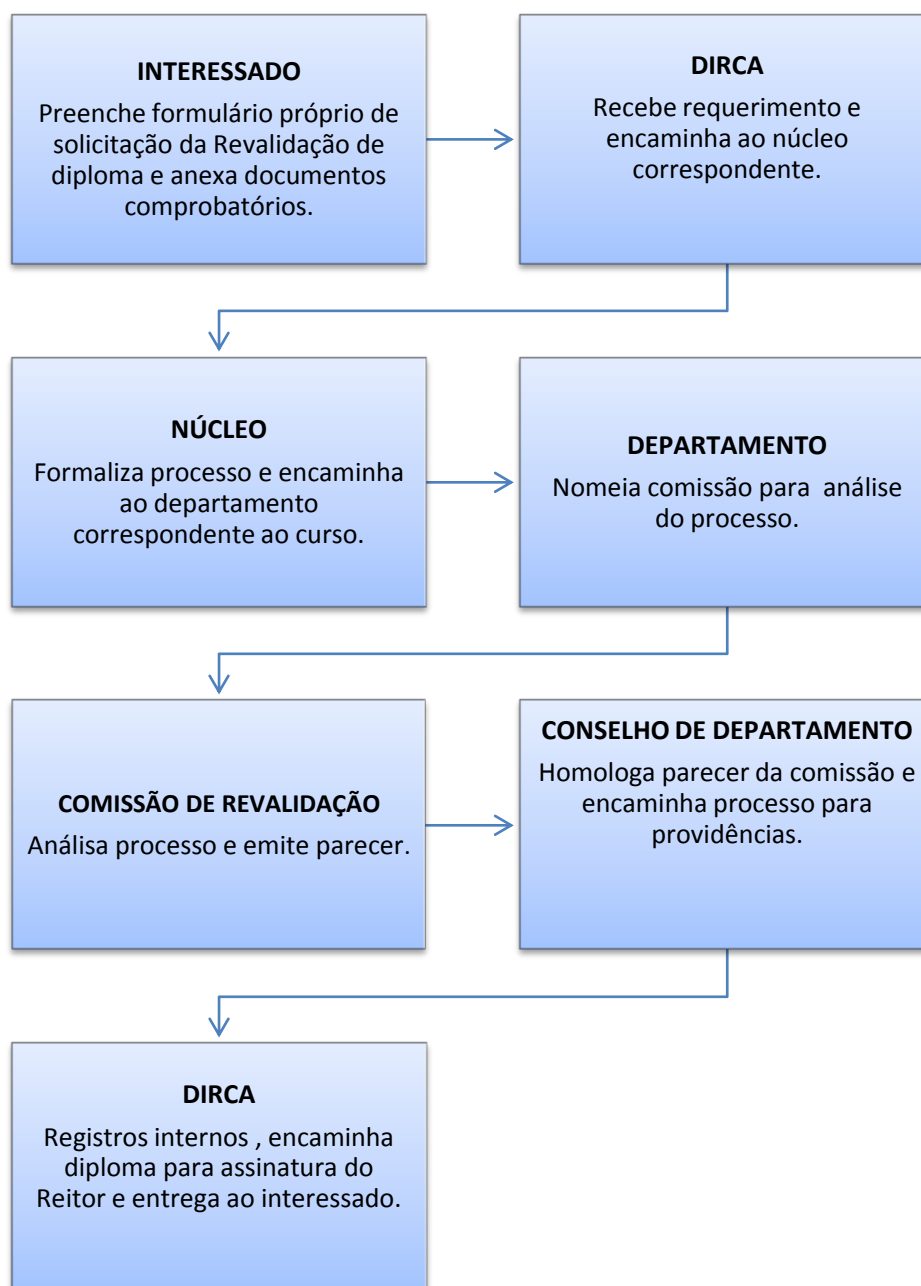 INTERESSADO
Preenche formulário próprio de
solicitação da Revalidação de
diploma e anexa documentos
comprobatórios.
DIRCA
Recebe requerimento e
encaminha ao núcleo
correspondente.
NÚCLEO
Formaliza processo e encaminha
ao departamento
correspondente ao curso.
DEPARTAMENTO
Nomeia comissão para  análise
do processo.
COMISSÃO DE REVALIDAÇÃO
Análisa processo e emite parecer.
CONSELHO DE DEPARTAMENTO
Homologa parecer da comissão e
encaminha processo para
providências.
DIRCA
Registros internos , encaminha
diploma para assinatura do
Reitor e entrega ao interessado.